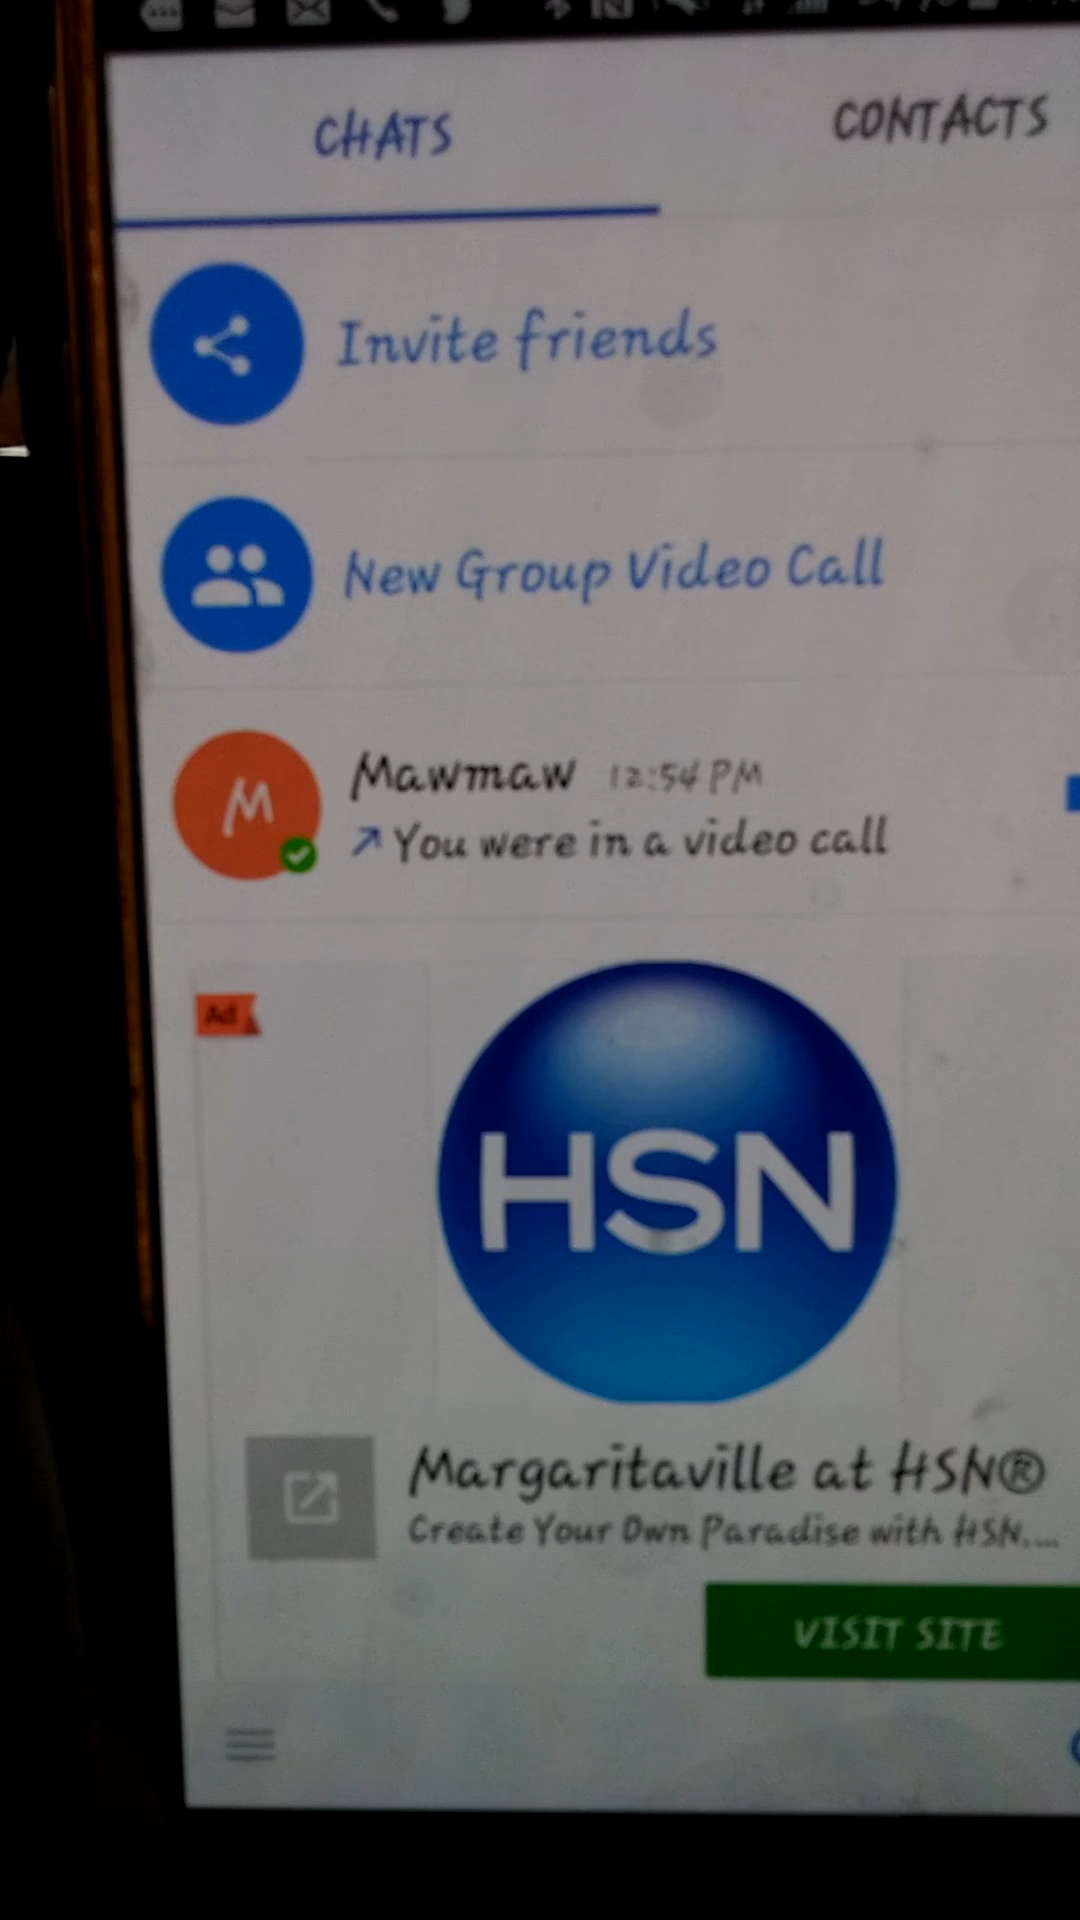 CHATS CONTACTS
Invite friends
New Group Video Call
M
Mawmaw 12:54 PM
You were in a video call
Ad
HSN
Margaritaville at HSN®
Create Your Own Paradise with HSN....
VISIT SITE